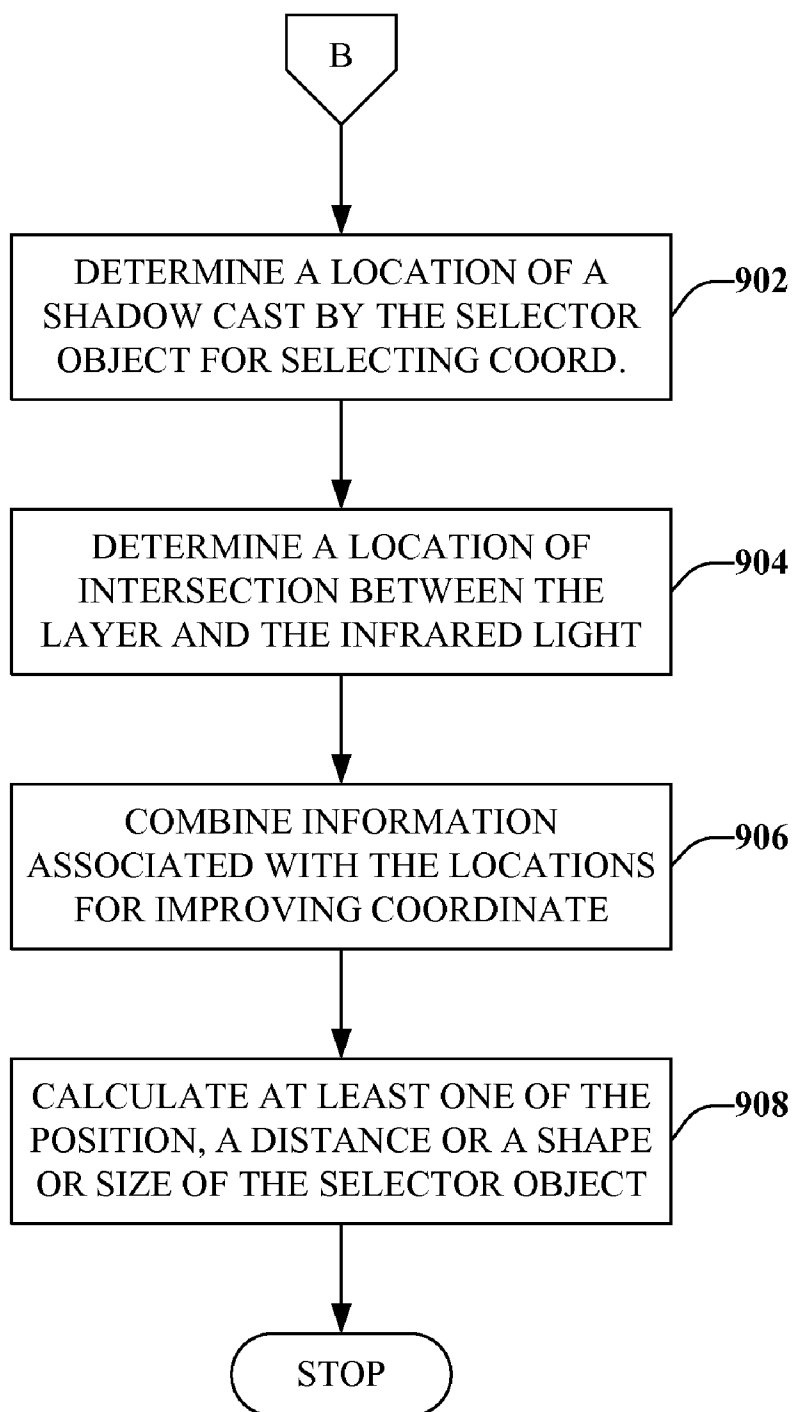 B
DETERMINE A LOCATION OF A
SHADOW CAST BY THE SELECTOR
OBJECT FOR SELECTING COORD.
902
DETERMINE A LOCATION OF
INTERSECTION BETWEEN THE
LAYER AND THE INFRARED LIGHT
904
COMBINE INFORMATION
ASSOCIATED WITH THE LOCATIONS
FOR IMPROVING COORDINATE
906
CALCULATE AT LEAST ONE OF THE
POSITION, A DISTANCE OR A SHAPE
OR SIZE OF THE SELECTOR OBJECT
908
STOP